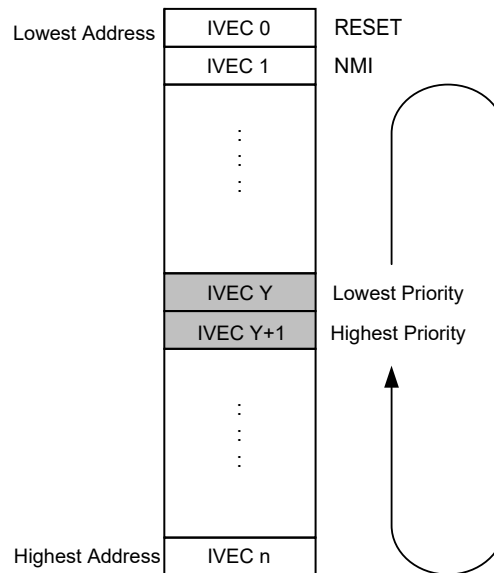 Lowest Address IVEC 0 RESET
IVEC 1 NMI
IVEC Y Lowest Priority
IVEC Y+1 Highest Priority
Highest Address IVEC n